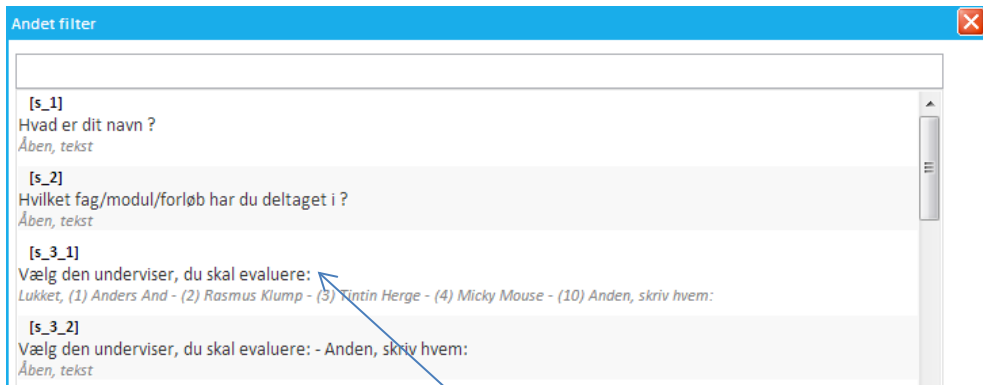 Andet filter
[s_1]
Hvad er dit navn ?
Åben, tekst
[s_2]
Hvilket fag/modul/forløb har du deltaget i ?
Åben, tekst
[s_3_1]
Vælg den underviser, du skal evaluere:
Lukket, (1) Anders And - (2) Rasmus Klump - (3) Tintin Herge - (4) Micky Mouse - (10) Anden, skriv hvem:
[s_3_2]
Vælg den underviser, du skal evaluere: - Anden, skriv hvem:
Åben, tekst